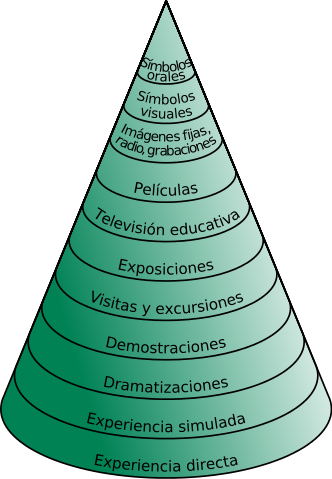 Símbolos
orales
Símbolos
visuales
Imágenes fijas,
radio, grabaciones
Películas
Televisión educativa
Exposiciones
Visitas y excursiones
Demostraciones
Dramatizaciones
Experiencia simulada
Experiencia directa